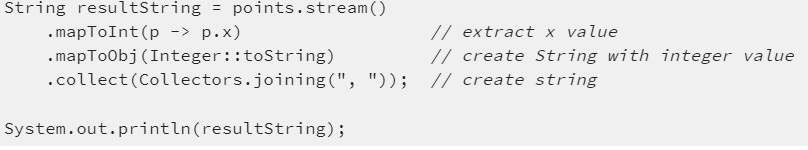 String resultString = points.stream()
    .mapToInt(p -> p.x)                 // extract x value
    .mapToObj(Integer::toString)        // create String with integer value
    .collect(Collectors.joining(", "));  // create string

System.out.println(resultString);